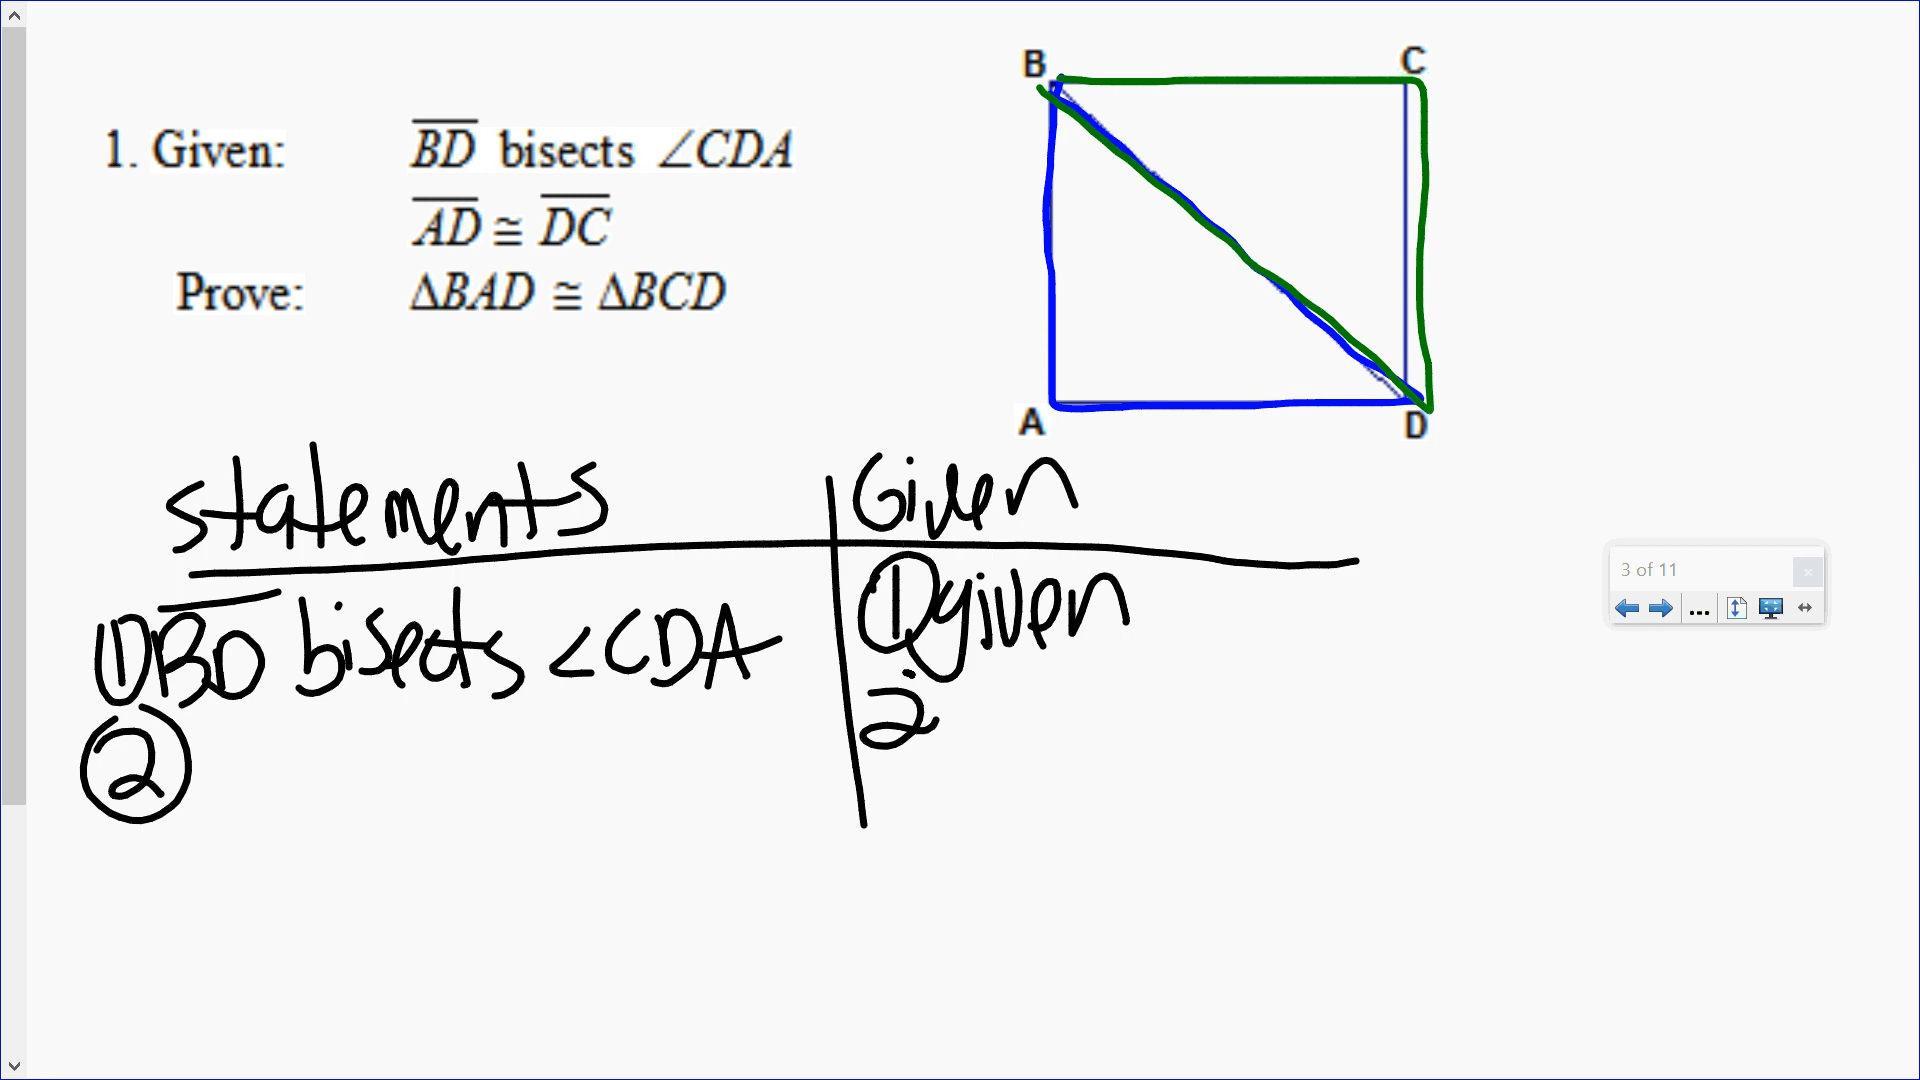 B C
1. Given: BD bisects ∠CDA
AD ≅ DC
Prove: ΔBAD ≅ ΔBCD
A D
statements Given
① BD bisects <CDA ① given
② 2
3 of 11